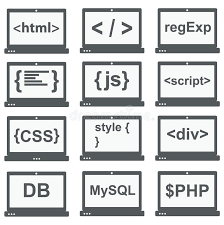 <html>
</>
regExp
{ }
{js}
<script>
{CSS}
style {
}
<div>
DB
MySQL
$PHP